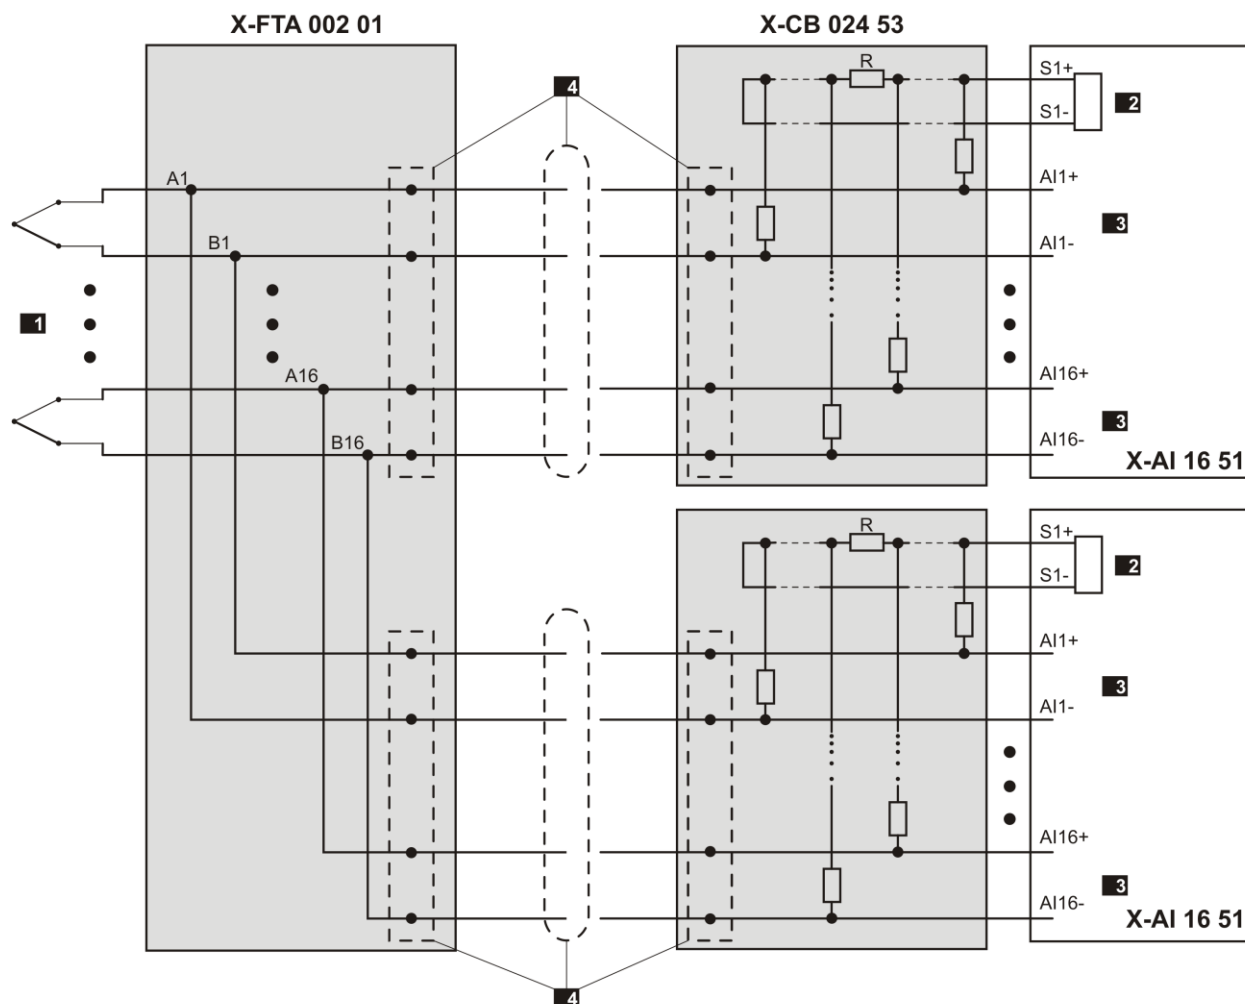 X-FTA 002 01
X-CB 024 53
4
R
S1+
S1-
2
A1
AI1+
B1
AI1-
3
1
A16
AI16+
B16
AI16-
3
X-AI 16 51
R
S1+
S1-
2
AI1+
AI1-
3
AI16+
AI16-
3
X-AI 16 51
4